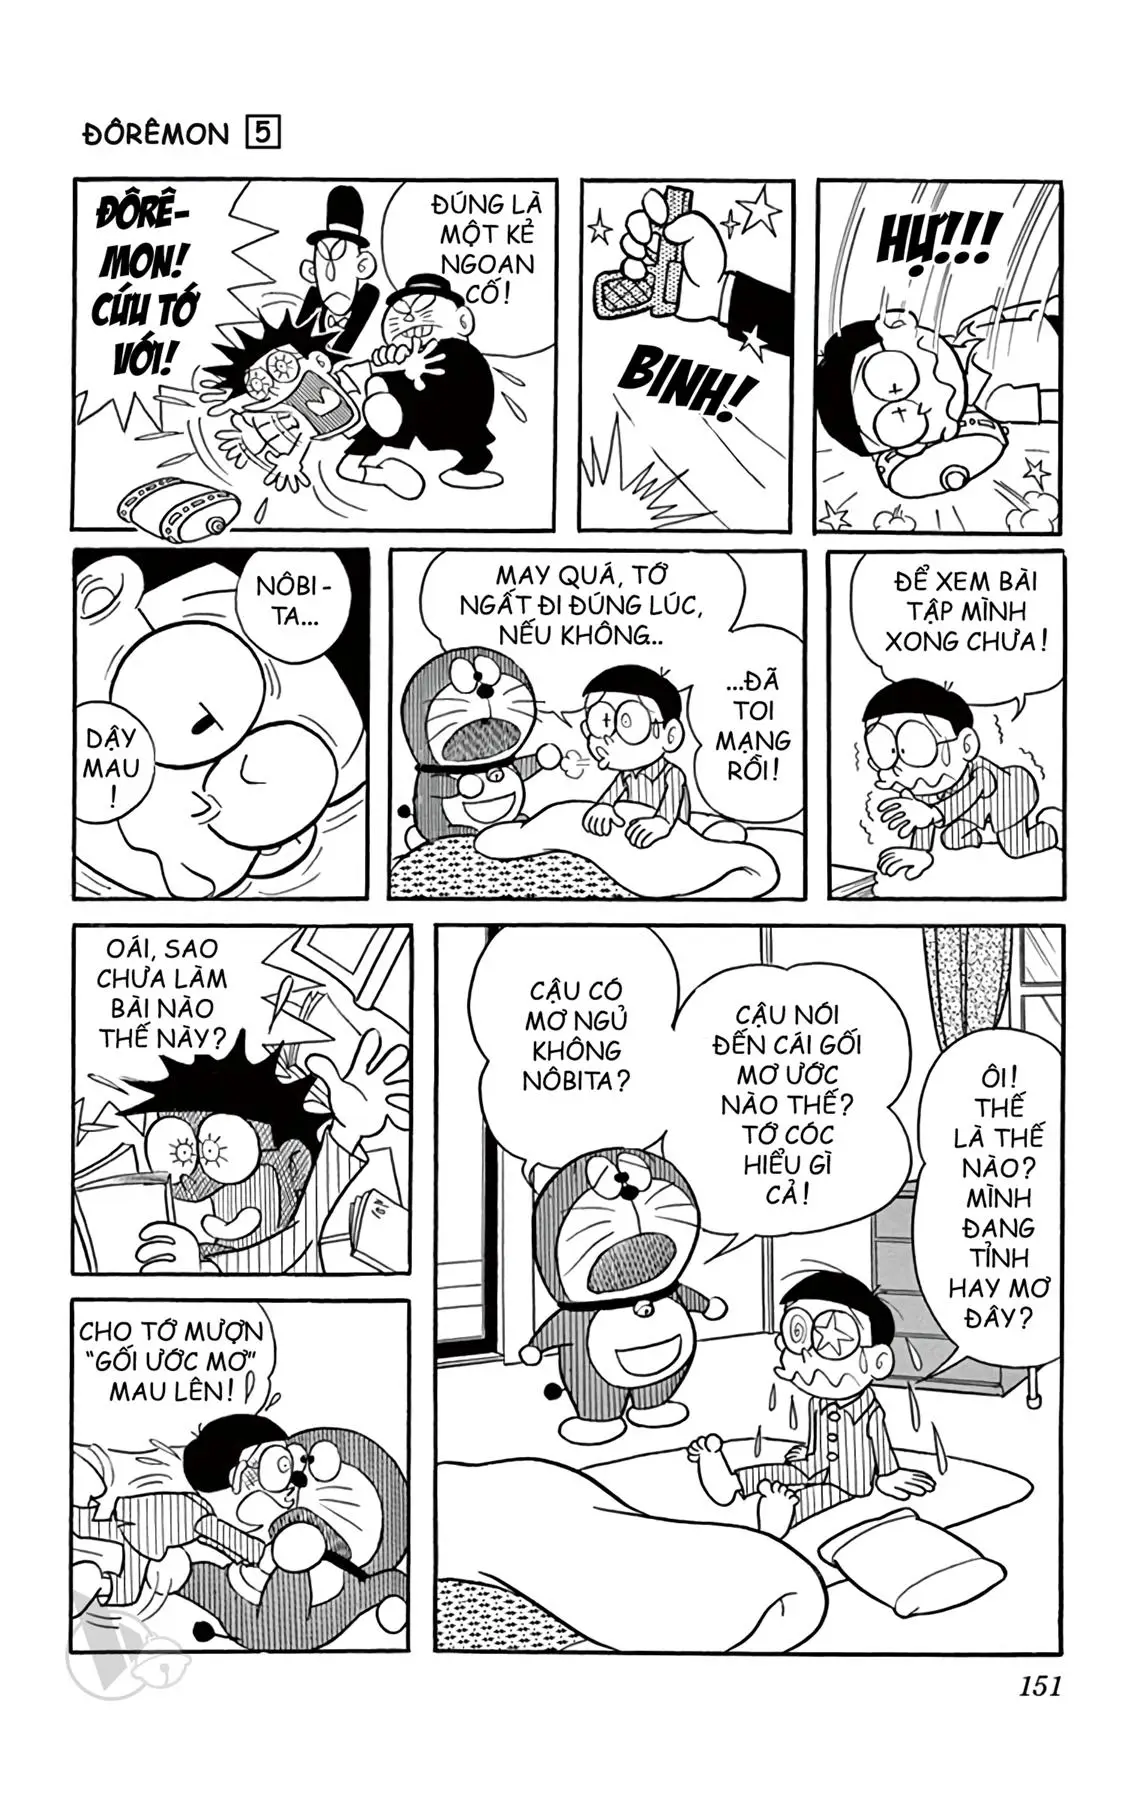 ĐÔRÊMON 5
ĐÔRÊ-
MON!
CỨU TỚ
VỚI!
ĐÚNG LÀ
MỘT KẺ
NGOAN
CỐ!
BINH!
HỰ!!!
NÔBI-
TA...
DẬY
MAU
!
MAY QUÁ, TỚ
NGẤT ĐI ĐÚNG LÚC,
NẾU KHÔNG..
...ĐÃ
TOI
MẠNG
RỒI!
ĐỂ XEM BÀI
TẬP MÌNH
XONG CHƯA!
OÁI, SAO
CHƯA LÀM
BÀI NÀO
THẾ NÀY?
CHO TỚ MƯỢN
"GỐI ƯỚC MƠ"
MAU LÊN!
CẬU CÓ
MƠ NGỦ
KHÔNG
NÔBITA?
CẬU NÓI
ĐẾN CÁI GỐI
MƠ ƯỚC
NÀO THẾ?
TỚ CÓC
HIỂU GÌ
CẢ!
ÔI!
THẾ
LÀ THẾ
NÀO?
MÌNH
ĐANG
TỈNH
HAY MƠ
ĐÂY?
151